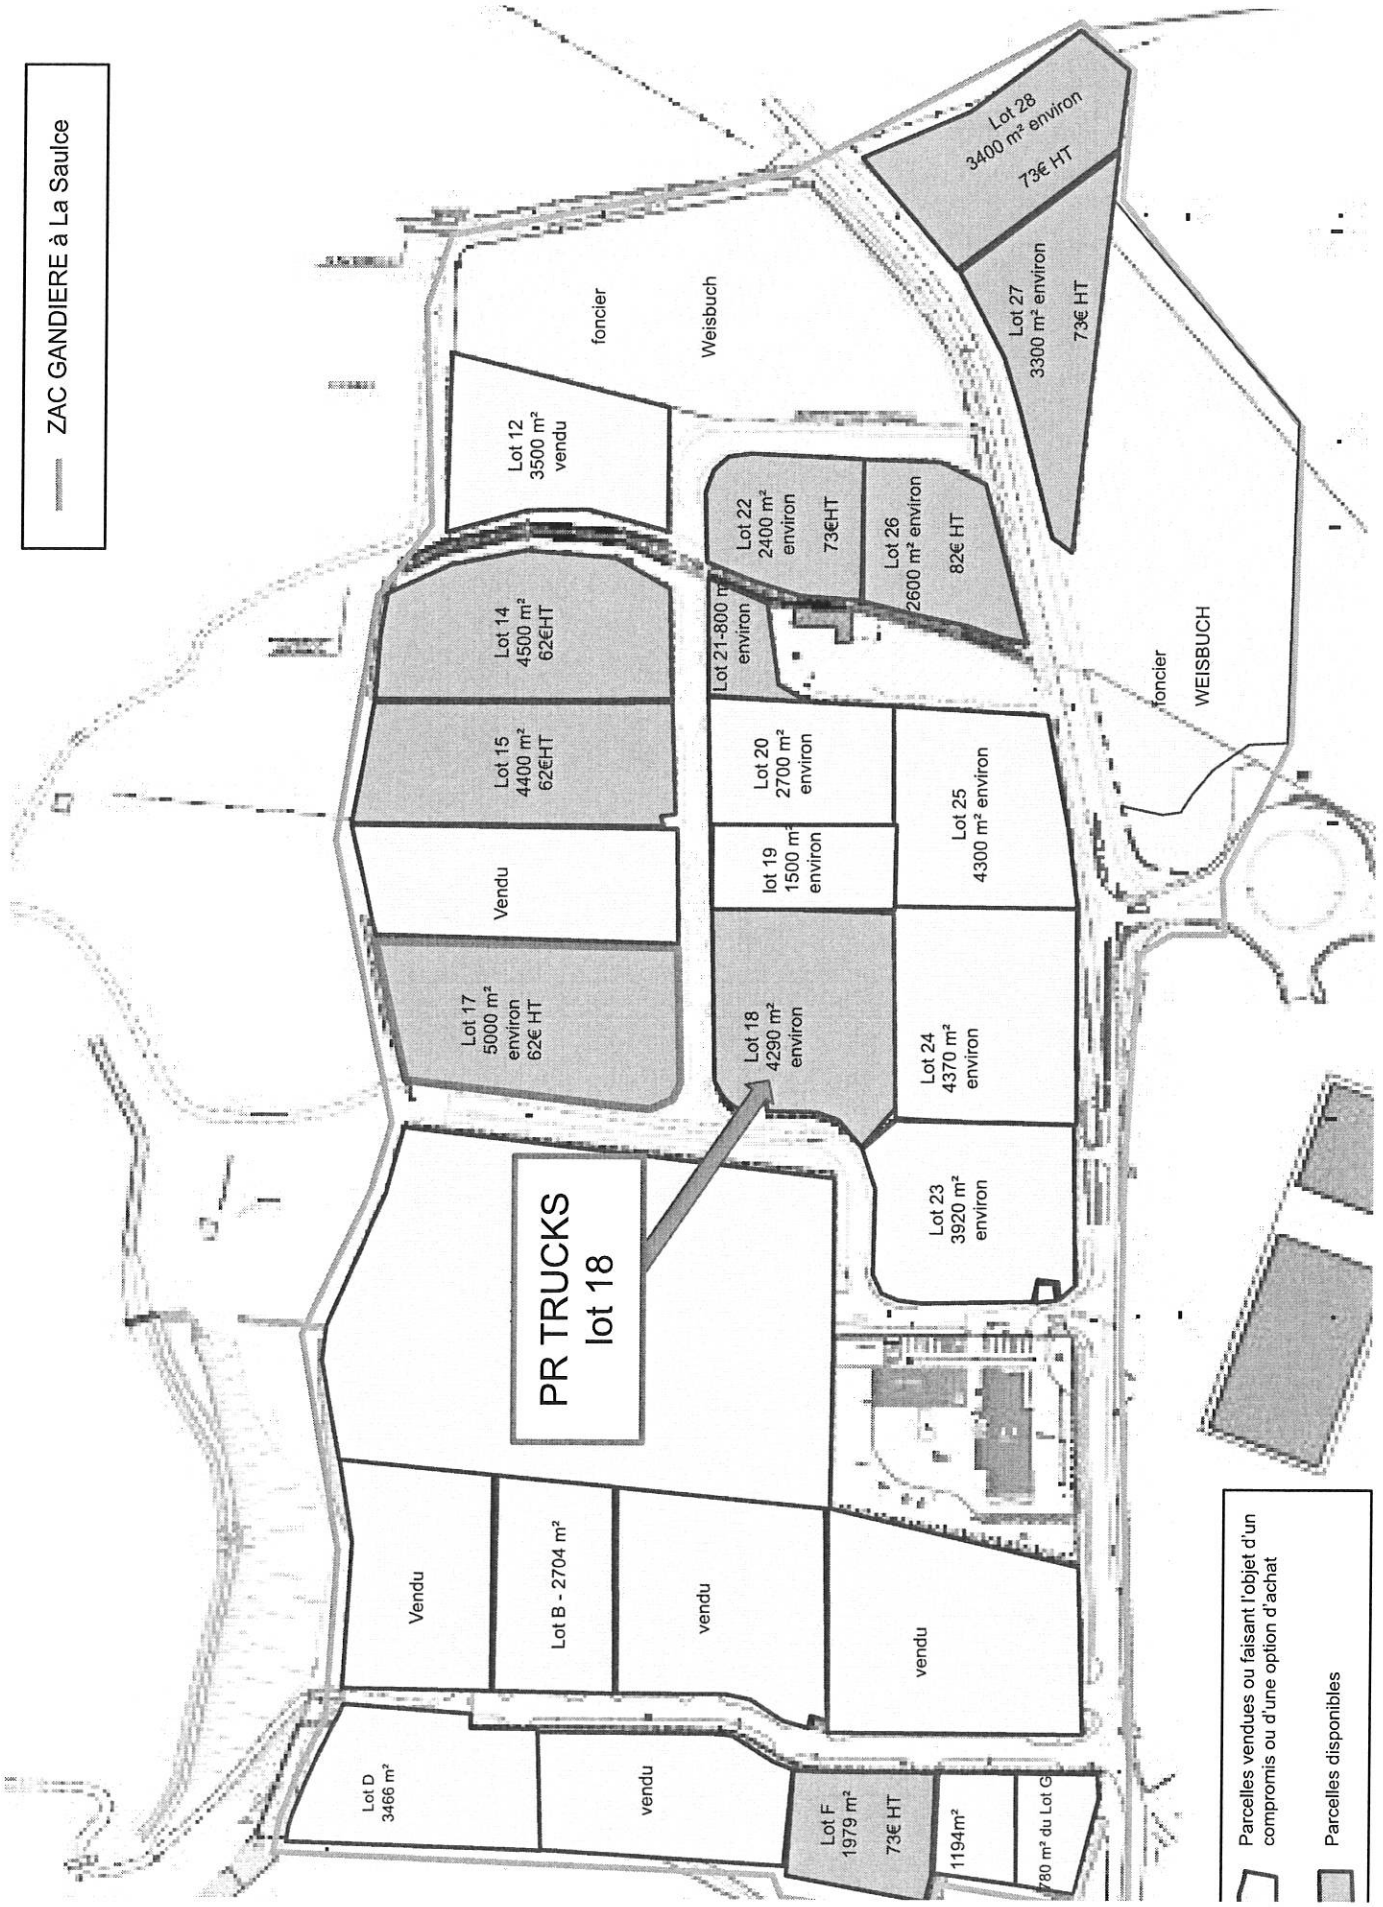 ZAC GANDIERE à La Saulce
Lot 28
3400 m² environ
73€ HT
Lot 27
3300 m² environ
73€ HT
foncier
Weisbuch
Lot 12
3500 m²
vendu
Lot 22
2400 m²
environ
73€HT
Lot 26
2600 m² environ
82€ HT
Lot 14
4500 m²
62€HT
Lot 21-800 m
environ
foncier
WEISBUCH
Lot 15
4400 m²
62€HT
Lot 20
2700 m²
environ
Lot 25
4300 m² environ
Vendu
lot 19
1500 m²
environ
Lot 17
5000 m²
environ
62€ HT
Lot 18
4290 m²
environ
Lot 24
4370 m²
environ
PR TRUCKS
lot 18
Lot 23
3920 m²
environ
Vendu
Lot B - 2704 m²
vendu
vendu
Lot D
3466 m²
vendu
Lot F
1979 m²
73€ HT
1194m²
780 m² du Lot G
Parcelles vendues ou faisant l'objet d'un
compromis ou d'une option d'achat
Parcelles disponibles